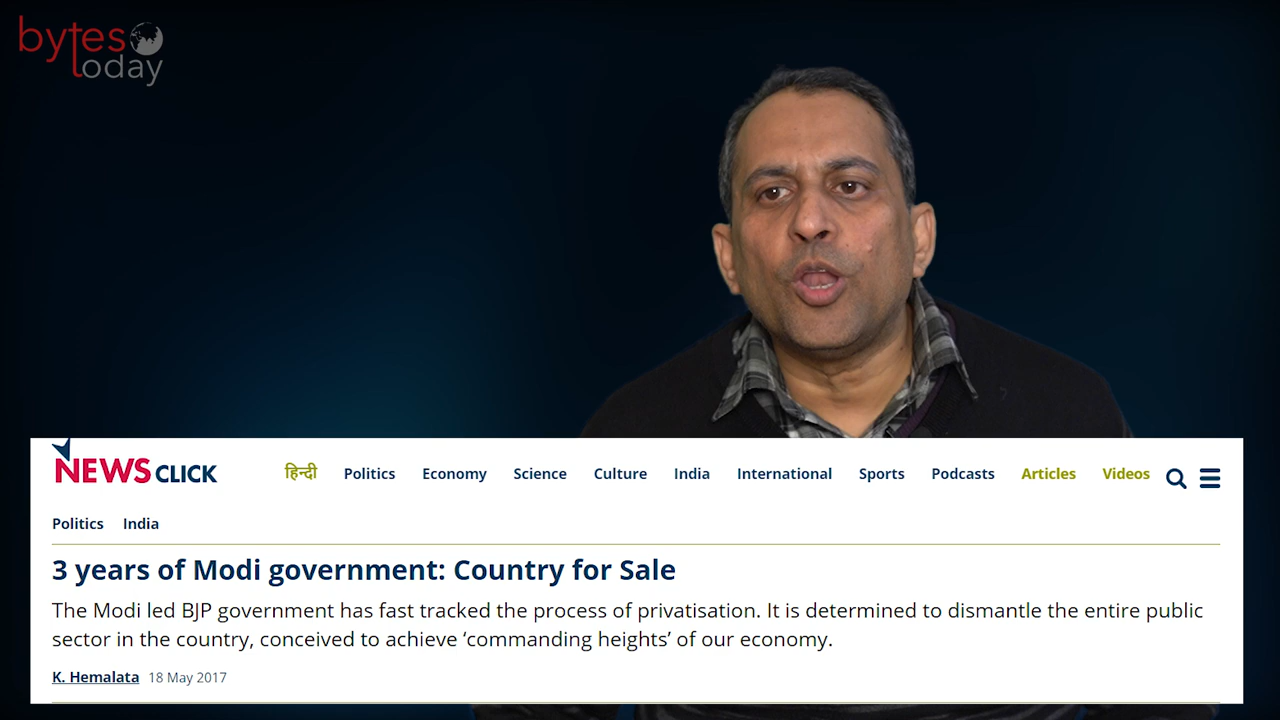 bytes
today
NEWSCLICK
हिन्दी Politics Economy Science Culture India International Sports Podcasts Articles Videos
Politics India
3 years of Modi government: Country for Sale
The Modi led BJP government has fast tracked the process of privatisation. It is determined to dismantle the entire public
sector in the country, conceived to achieve ‘commanding heights’ of our economy.
K. Hemalata 18 May 2017